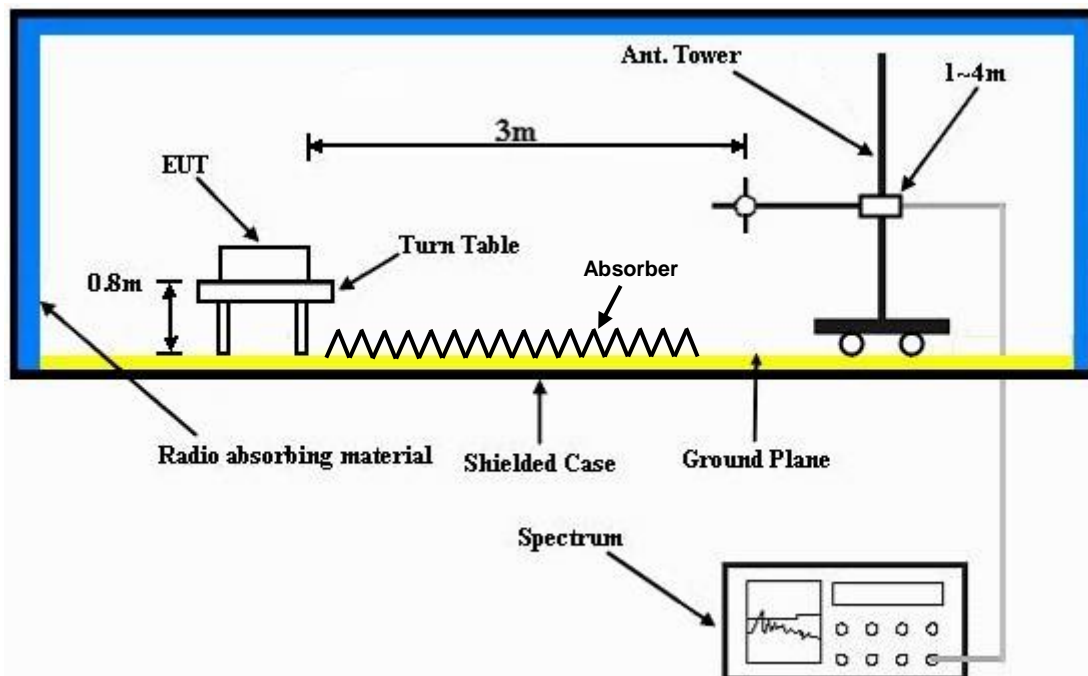 Ant. Tower
1~4m
3m
EUT
Turn Table
Absorber
0.8m
Radio absorbing material
Shielded Case
Ground Plane
Spectrum